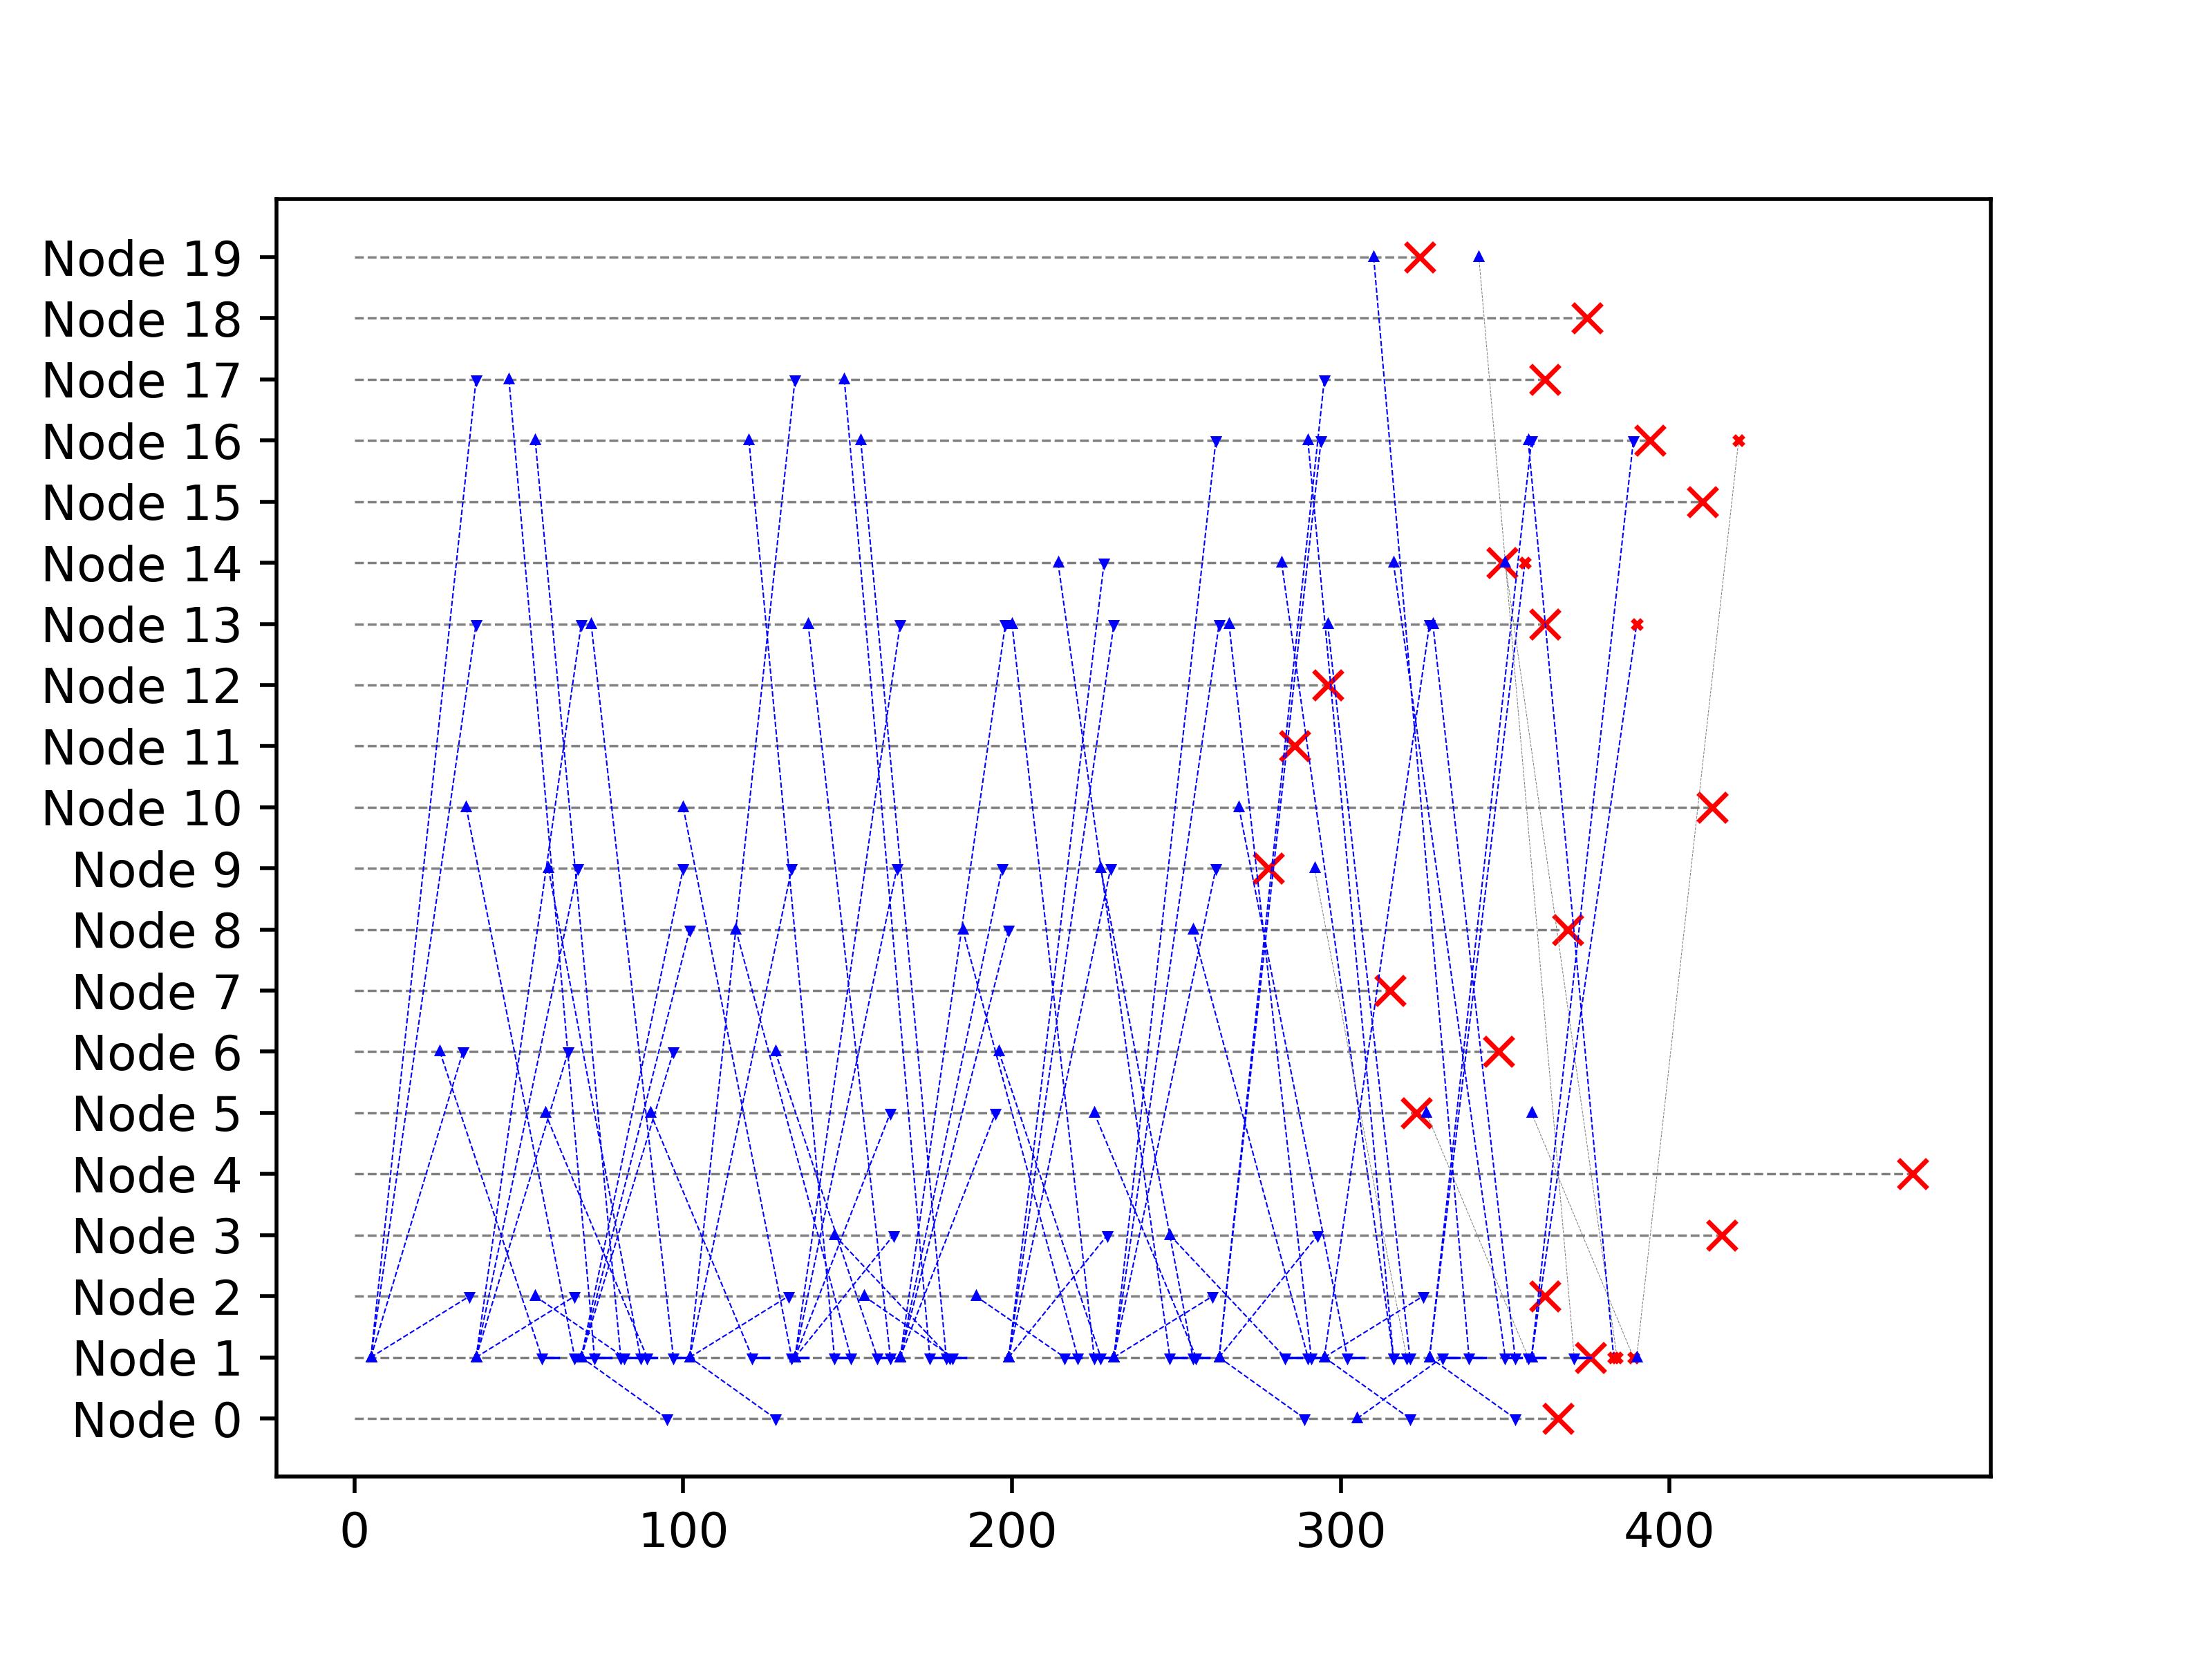 Node 19
Node 18
Node 17
Node 16
Node 15
Node 14
Node 13
Node 12
Node 11
Node 10
Node 9
Node 8
Node 7
Node 6
Node 5
Node 4
Node 3
Node 2
Node 1
Node 0
0 100 200 300 400